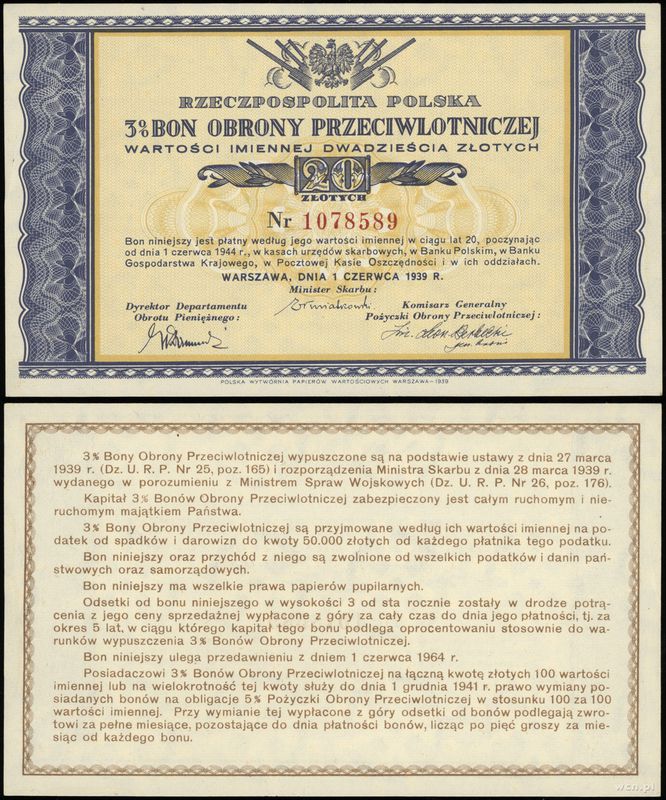 RZECZPOSPOLITA POLSKA
3% BON OBRONY PRZECIWLOTNICZEJ
WARTOŚCI IMIENNEJ DWADZIEŚCIA ZŁOTYCH
20
ZŁOTYCH
Nr 1078589
Bon niniejszy jest płatny według jego wartości imiennej w ciągu lat 20, poczynając
od dnia 1 czerwca 1944 r., w kasach urzędów skarbowych, w Banku Polskim, w Banku
Gospodarstwa Krajowego, w Pocztowej Kasie Oszczędności i w ich oddziałach.
WARSZAWA, DNIA 1 CZERWCA 1939 R.
Minister Skarbu:
Dyrektor Departamentu
Obrotu Pieniężnego:
Komisarz Generalny
Pożyczki Obrony Przeciwlotniczej:
POLSKA WYTWÓRNIA PAPIERÓW WARTOŚCIOWYCH WARSZAWA—1939
3% Bony Obrony Przeciwlotniczej wypuszczone są na podstawie ustawy z dnia 27 marca
1939 r. (Dz. U. R. P. Nr 25, poz. 165) i rozporządzenia Ministra Skarbu z dnia 28 marca 1939 r.
wydanego w porozumieniu z Ministrem Spraw Wojskowych (Dz. U. R. P. Nr 26, poz. 176).
Kapitał 3% Bonów Obrony Przeciwlotniczej zabezpieczony jest całym ruchomym i nie-
ruchomym majątkiem Państwa.
3% Bony Obrony Przeciwlotniczej są przyjmowane według ich wartości imiennej na po-
datek od spadków i darowizn do kwoty 50.000 złotych od każdego płatnika tego podatku.
Bon niniejszy oraz przychód z niego są zwolnione od wszelkich podatków i danin pań-
stwowych oraz samorządowych.
Bon niniejszy ma wszelkie prawa papierów pupilarnych.
Odsetki od bonu niniejszego w wysokości 3 od sta rocznie zostały w drodze potrą-
cenia z jego ceny sprzedażnej wypłacone z góry za cały czas do dnia jego płatności, tj. za
okres 5 lat, w ciągu którego kapitał tego bonu podlega oprocentowaniu stosownie do wa-
runków wypuszczenia 3% Bonów Obrony Przeciwlotniczej.
Bon niniejszy ulega przedawnieniu z dniem 1 czerwca 1964 r.
Posiadaczowi 3% Bonów Obrony Przeciwlotniczej na łączną kwotę złotych 100 wartości
imiennej lub na wielokrotność tej kwoty służy do dnia 1 grudnia 1941 r. prawo wymiany po-
siadanych bonów na obligacje 5% Pożyczki Obrony Przeciwlotniczej w stosunku 100 za 100
wartości imiennej. Przy wymianie tej wypłacone z góry odsetki od bonów podlegają zwro-
towi za pełne miesiące, pozostające do dnia płatności bonów, licząc po pięć groszy za mie-
siąc od każdego bonu.
wcn.pl